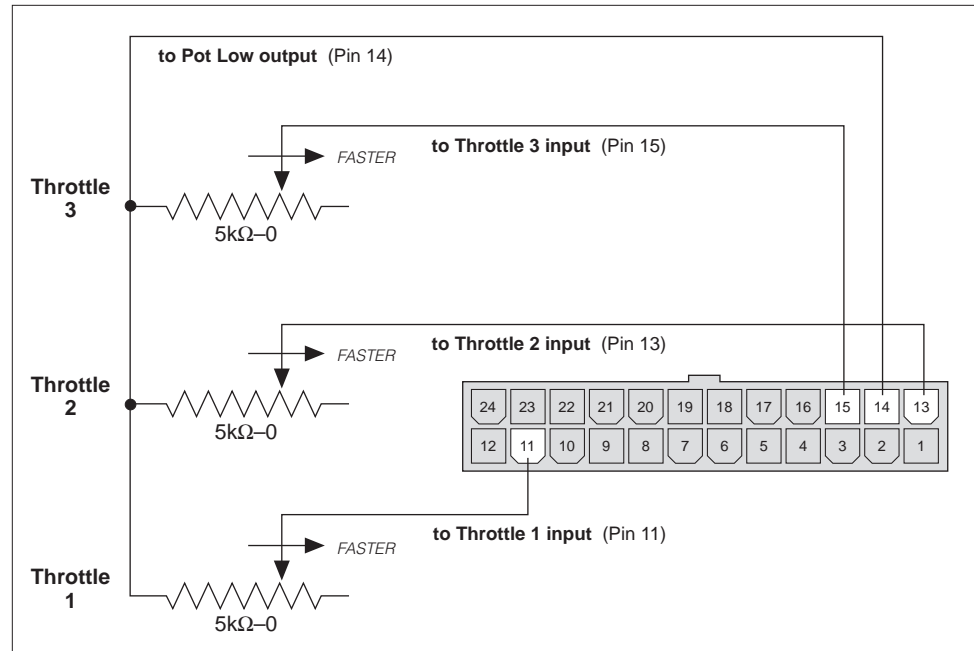 to Pot Low output (Pin 14)
to Throttle 3 input (Pin 15)
FASTER
Throttle
3
5kΩ–0
to Throttle 2 input (Pin 13)
FASTER
Throttle
2
5kΩ–0
24 23 22 21 20 19 18 17 16 15 14 13
12 11 10 9 8 7 6 5 4 3 2 1
to Throttle 1 input (Pin 11)
FASTER
Throttle
1
5kΩ–0